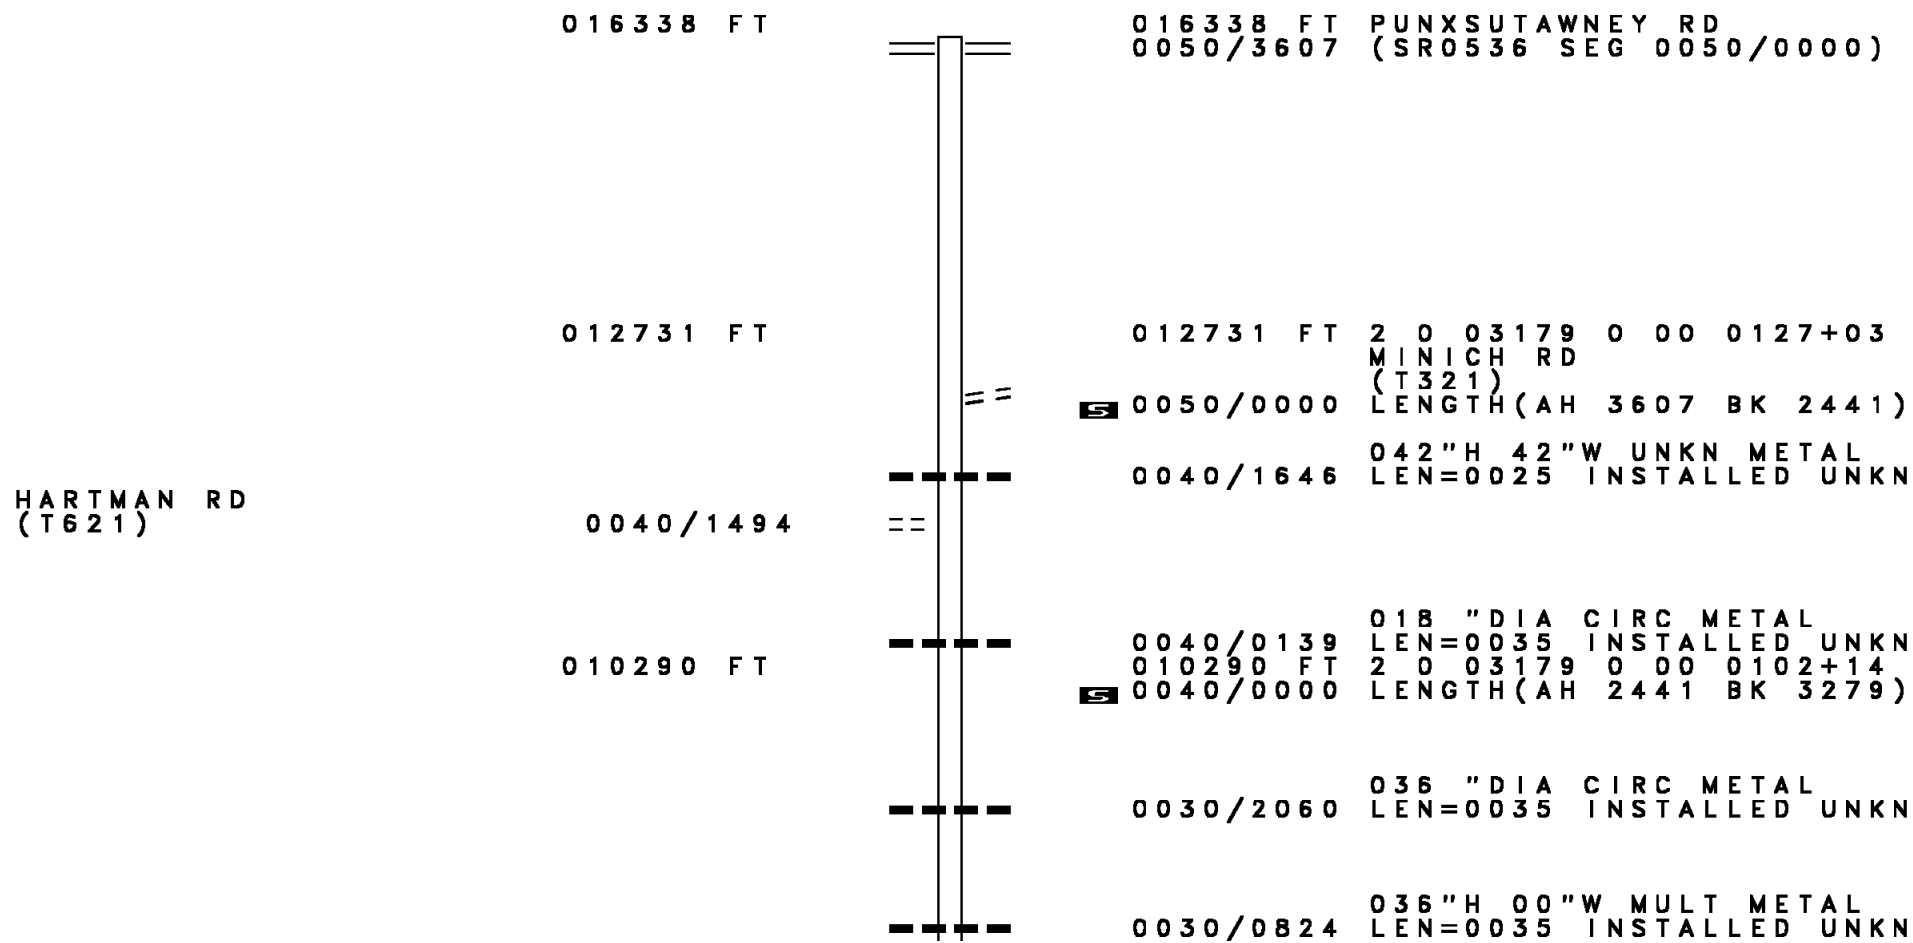 016338 FT 016338 FT PUNXSUTAWNEY RD
0050/3607 (SR0536 SEG 0050/0000)
012731 FT 012731 FT 2 0 03179 0 00 0127+03
MINICH RD
(T321)
S 0050/0000 LENGTH(AH 3607 BK 2441)
042"H 42"W UNKN METAL
0040/1646 LEN=0025 INSTALLED UNKN
HARTMAN RD
(T621) 0040/1494
018 "DIA CIRC METAL
0040/0139 LEN=0035 INSTALLED UNKN
010290 FT 010290 FT 2 0 03179 0 00 0102+14
S 0040/0000 LENGTH(AH 2441 BK 3279)
036 "DIA CIRC METAL
0030/2060 LEN=0035 INSTALLED UNKN
036"H 00"W MULT METAL
0030/0824 LEN=0035 INSTALLED UNKN